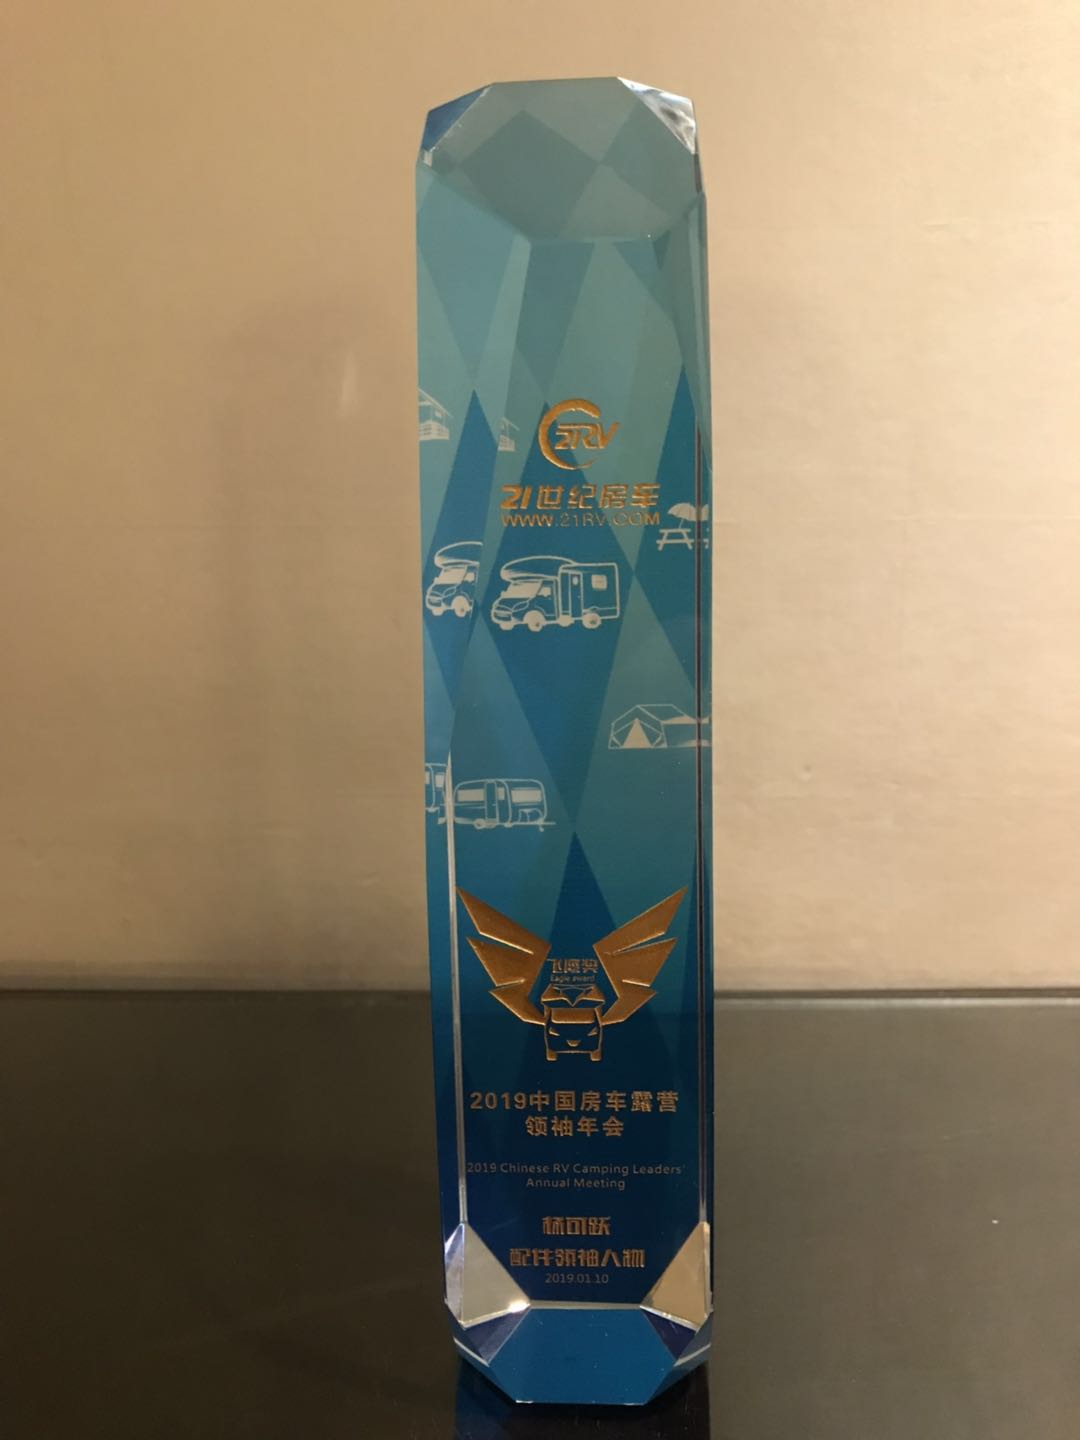 21RV
21世纪房车
WWW.21RV.COM
飞鹰奖
Eagle award
2019中国房车露营
领袖年会
2019 Chinese RV Camping Leaders'
Annual Meeting
杨可跃
配件领袖人物
2019.01.10